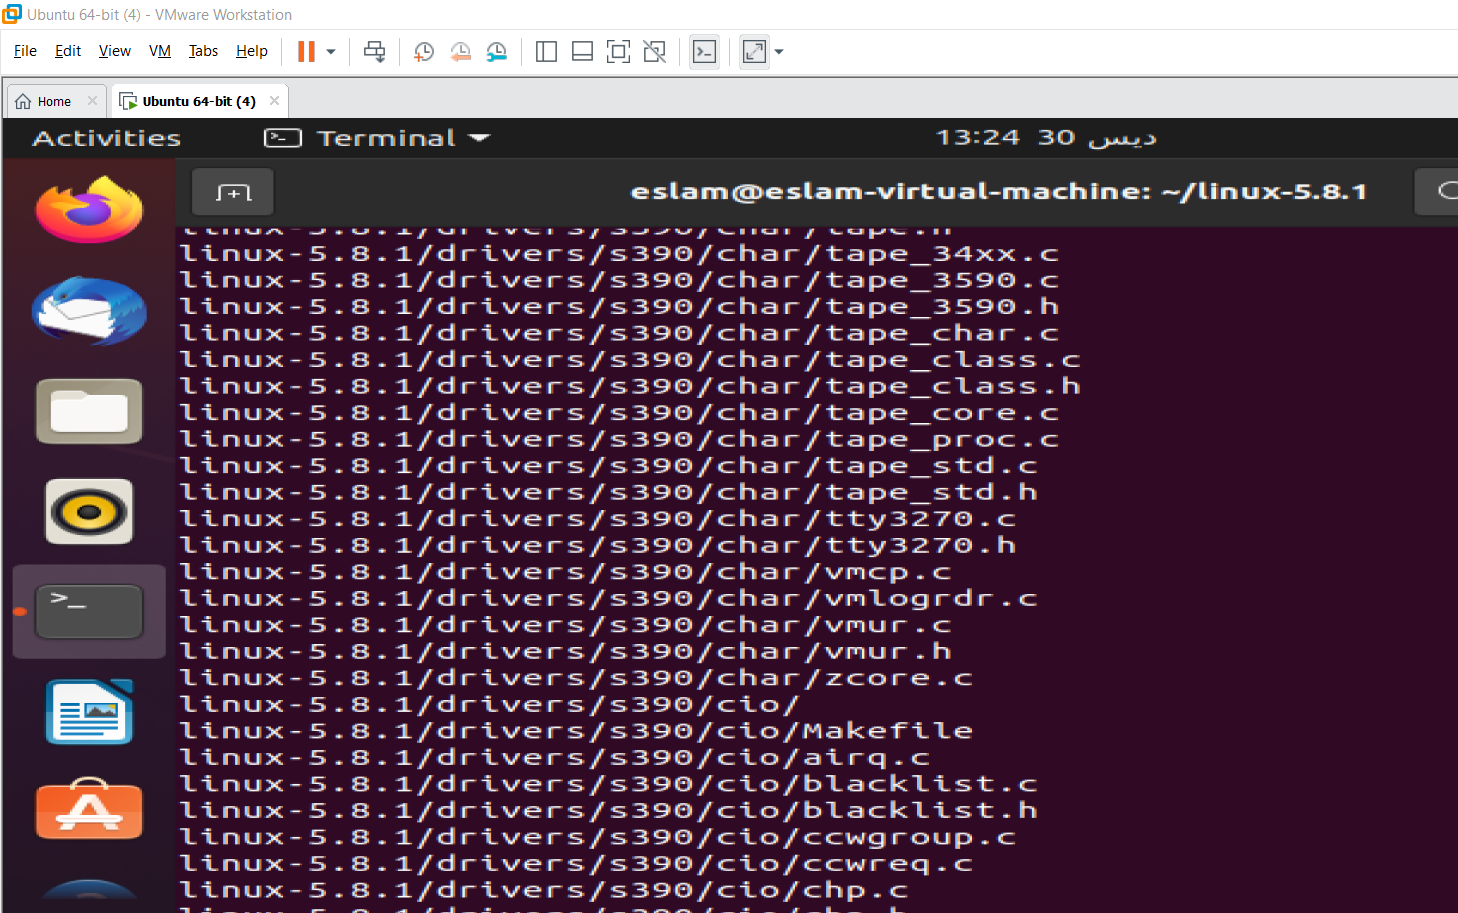 Ubuntu 64-bit (4) - VMware Workstation
File Edit View VM Tabs Help
Home Ubuntu 64-bit (4)
Activities Terminal 13:24 30 ديس
eslam@eslam-virtual-machine: ~/linux-5.8.1
linux-5.8.1/drivers/s390/char/tape.h
linux-5.8.1/drivers/s390/char/tape_34xx.c
linux-5.8.1/drivers/s390/char/tape_3590.c
linux-5.8.1/drivers/s390/char/tape_3590.h
linux-5.8.1/drivers/s390/char/tape_char.c
linux-5.8.1/drivers/s390/char/tape_class.c
linux-5.8.1/drivers/s390/char/tape_class.h
linux-5.8.1/drivers/s390/char/tape_core.c
linux-5.8.1/drivers/s390/char/tape_proc.c
linux-5.8.1/drivers/s390/char/tape_std.c
linux-5.8.1/drivers/s390/char/tape_std.h
linux-5.8.1/drivers/s390/char/tty3270.c
linux-5.8.1/drivers/s390/char/tty3270.h
linux-5.8.1/drivers/s390/char/vmcp.c
linux-5.8.1/drivers/s390/char/vmlogrdr.c
linux-5.8.1/drivers/s390/char/vmur.c
linux-5.8.1/drivers/s390/char/vmur.h
linux-5.8.1/drivers/s390/char/zcore.c
linux-5.8.1/drivers/s390/cio/
linux-5.8.1/drivers/s390/cio/Makefile
linux-5.8.1/drivers/s390/cio/airq.c
linux-5.8.1/drivers/s390/cio/blacklist.c
linux-5.8.1/drivers/s390/cio/blacklist.h
linux-5.8.1/drivers/s390/cio/ccwgroup.c
linux-5.8.1/drivers/s390/cio/ccwreq.c
linux-5.8.1/drivers/s390/cio/chp.c